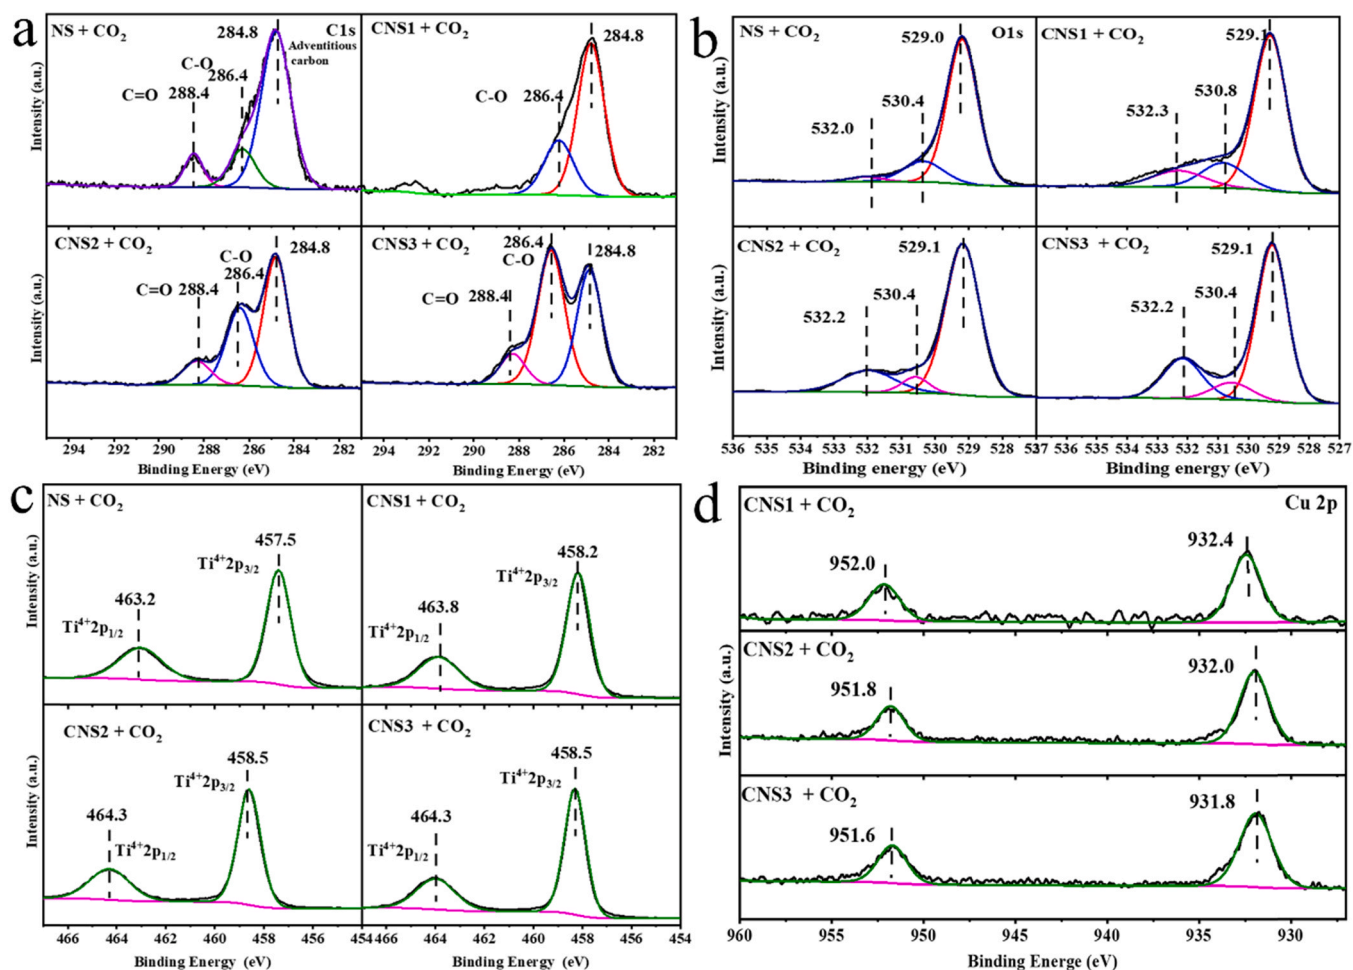 a
NS + CO2
C1s
284.8
Adventitious
carbon
C-O
286.4
C=O
288.4
CNS1 + CO2
284.8
C-O
286.4
CNS2 + CO2
284.8
C-O
286.4
C=O 288.4
CNS3 + CO2
286.4
C-O
284.8
C=O
288.4
Intensity (a.u.)
Intensity (a.u.)
294 292 290 288 286 284 282
294 292 290 288 286 284 282
Binding Energy (eV)
Binding Energy (eV)
b
NS + CO2
O1s
529.0
530.4
532.0
CNS1 + CO2
529.1
530.8
532.3
CNS2 + CO2
529.1
530.4
532.2
CNS3 + CO2
529.1
530.4
532.2
Intensity (a.u.)
Intensity (a.u.)
536 535 534 533 532 531 530 529 528 527
535 534 533 532 531 530 529 528 527
Binding energy (eV)
Binding energy (eV)
c
NS + CO2
457.5
Ti4+2p3/2
463.2
Ti4+2p1/2
CNS1 + CO2
458.2
Ti4+2p3/2
463.8
Ti4+2p1/2
CNS2 + CO2
458.5
Ti4+2p3/2
464.3
Ti4+2p1/2
CNS3 + CO2
458.5
Ti4+2p3/2
464.3
Ti4+2p1/2
Intensity (a.u.)
Intensity (a.u.)
466 464 462 460 458 456 454
466 464 462 460 458 456 454
Binding Energy (eV)
Binding Energy (eV)
d
CNS1 + CO2
Cu 2p
932.4
952.0
CNS2 + CO2
932.0
951.8
CNS3 + CO2
931.8
951.6
Intensity (a.u.)
960 955 950 945 940 935 930
Binding Energe (eV)